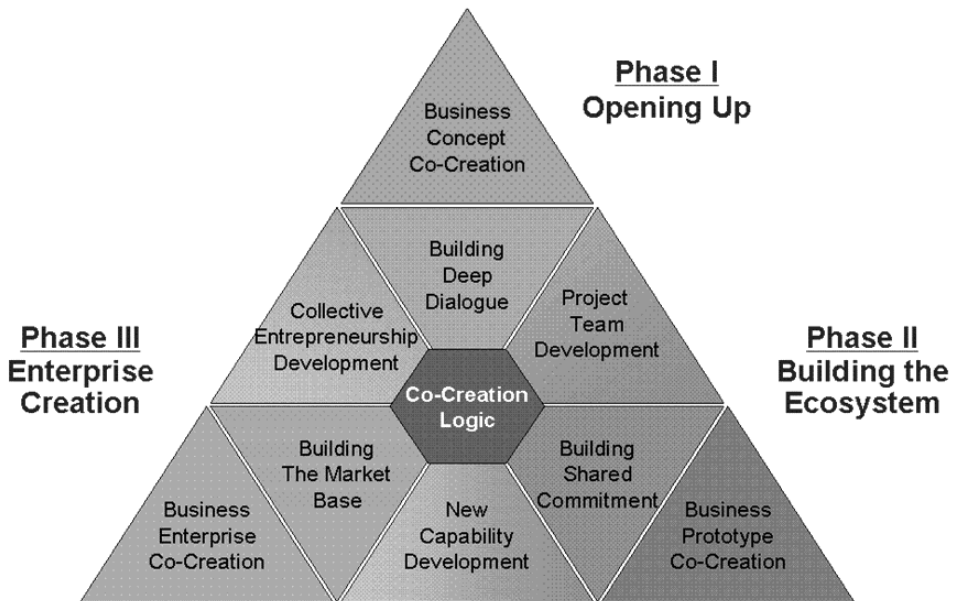 Phase I
Opening Up
Business
Concept
Co-Creation
Building
Deep
Dialogue
Collective
Entrepreneurship
Development
Project
Team
Development
Phase III
Enterprise
Creation
Phase II
Building the
Ecosystem
Co-Creation
Logic
Building
The Market
Base
Building
Shared
Commitment
Business
Enterprise
Co-Creation
New
Capability
Development
Business
Prototype
Co-Creation